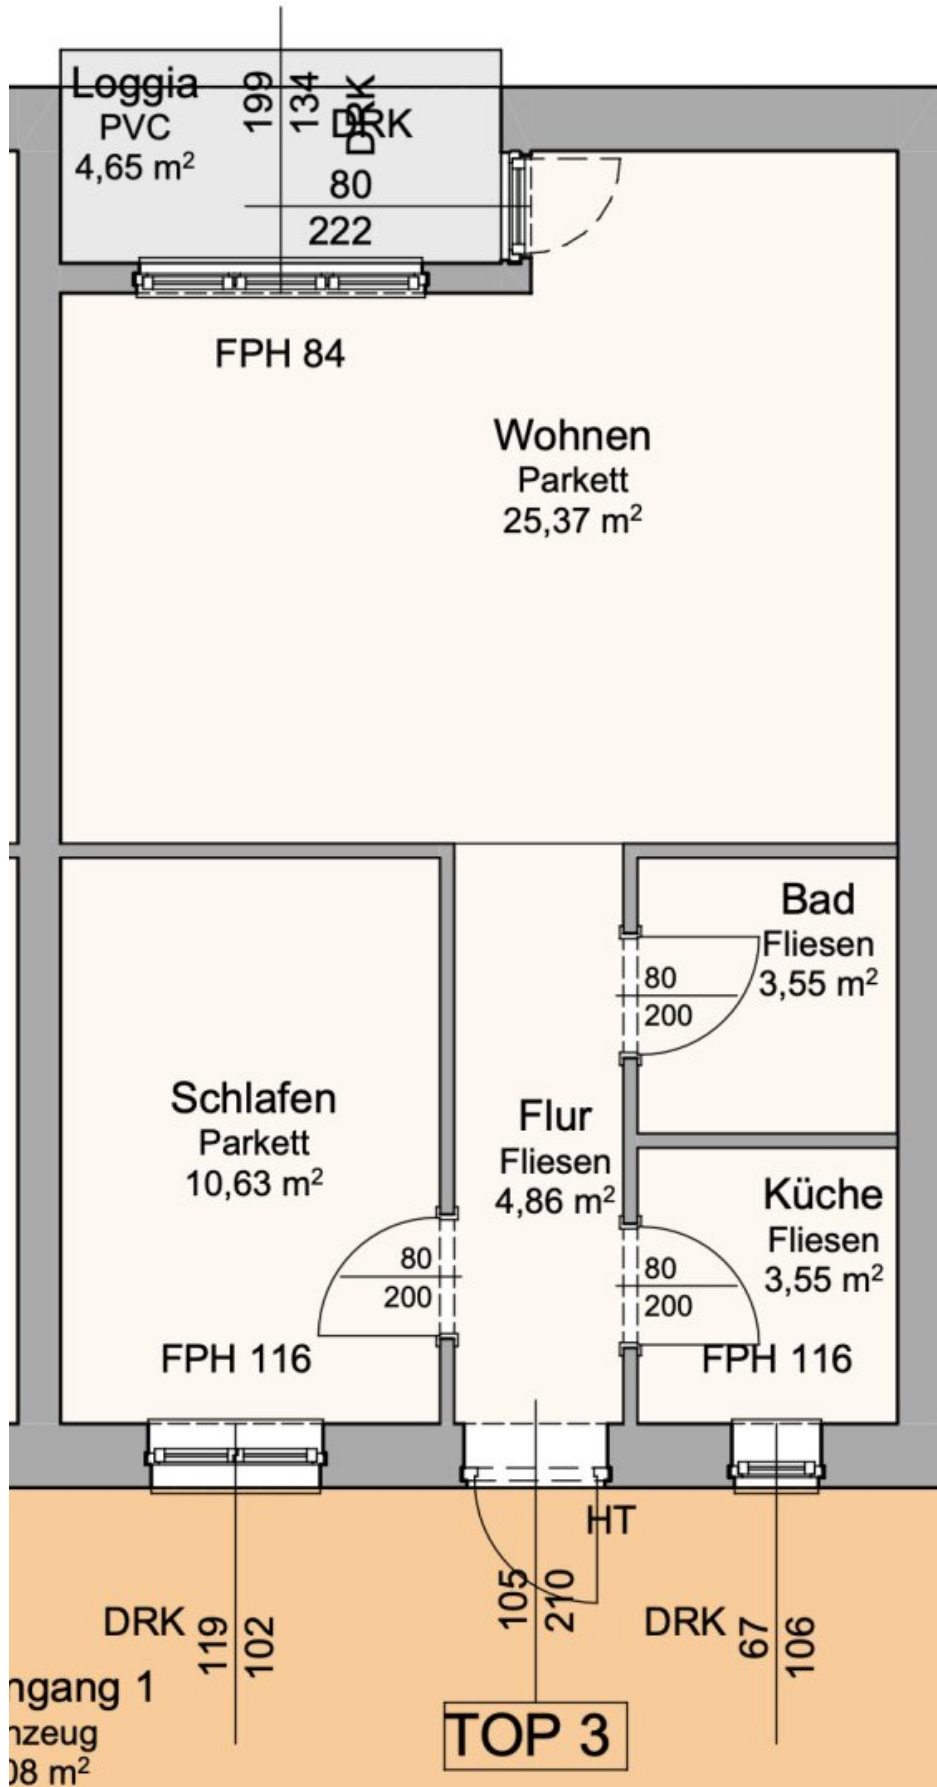 Loggia
PVC
4,65 m²
199
134
DRK
DRK
80
222
FPH 84
Wohnen
Parkett
25,37 m²
Bad
Fliesen
3,55 m²
80
200
Schlafen
Parkett
10,63 m²
Flur
Fliesen
4,86 m²
Küche
Fliesen
3,55 m²
80
200
80
200
FPH 116
FPH 116
HT
105
210
DRK
119
102
DRK
67
106
ngang 1
nzeug
08 m²
TOP 3